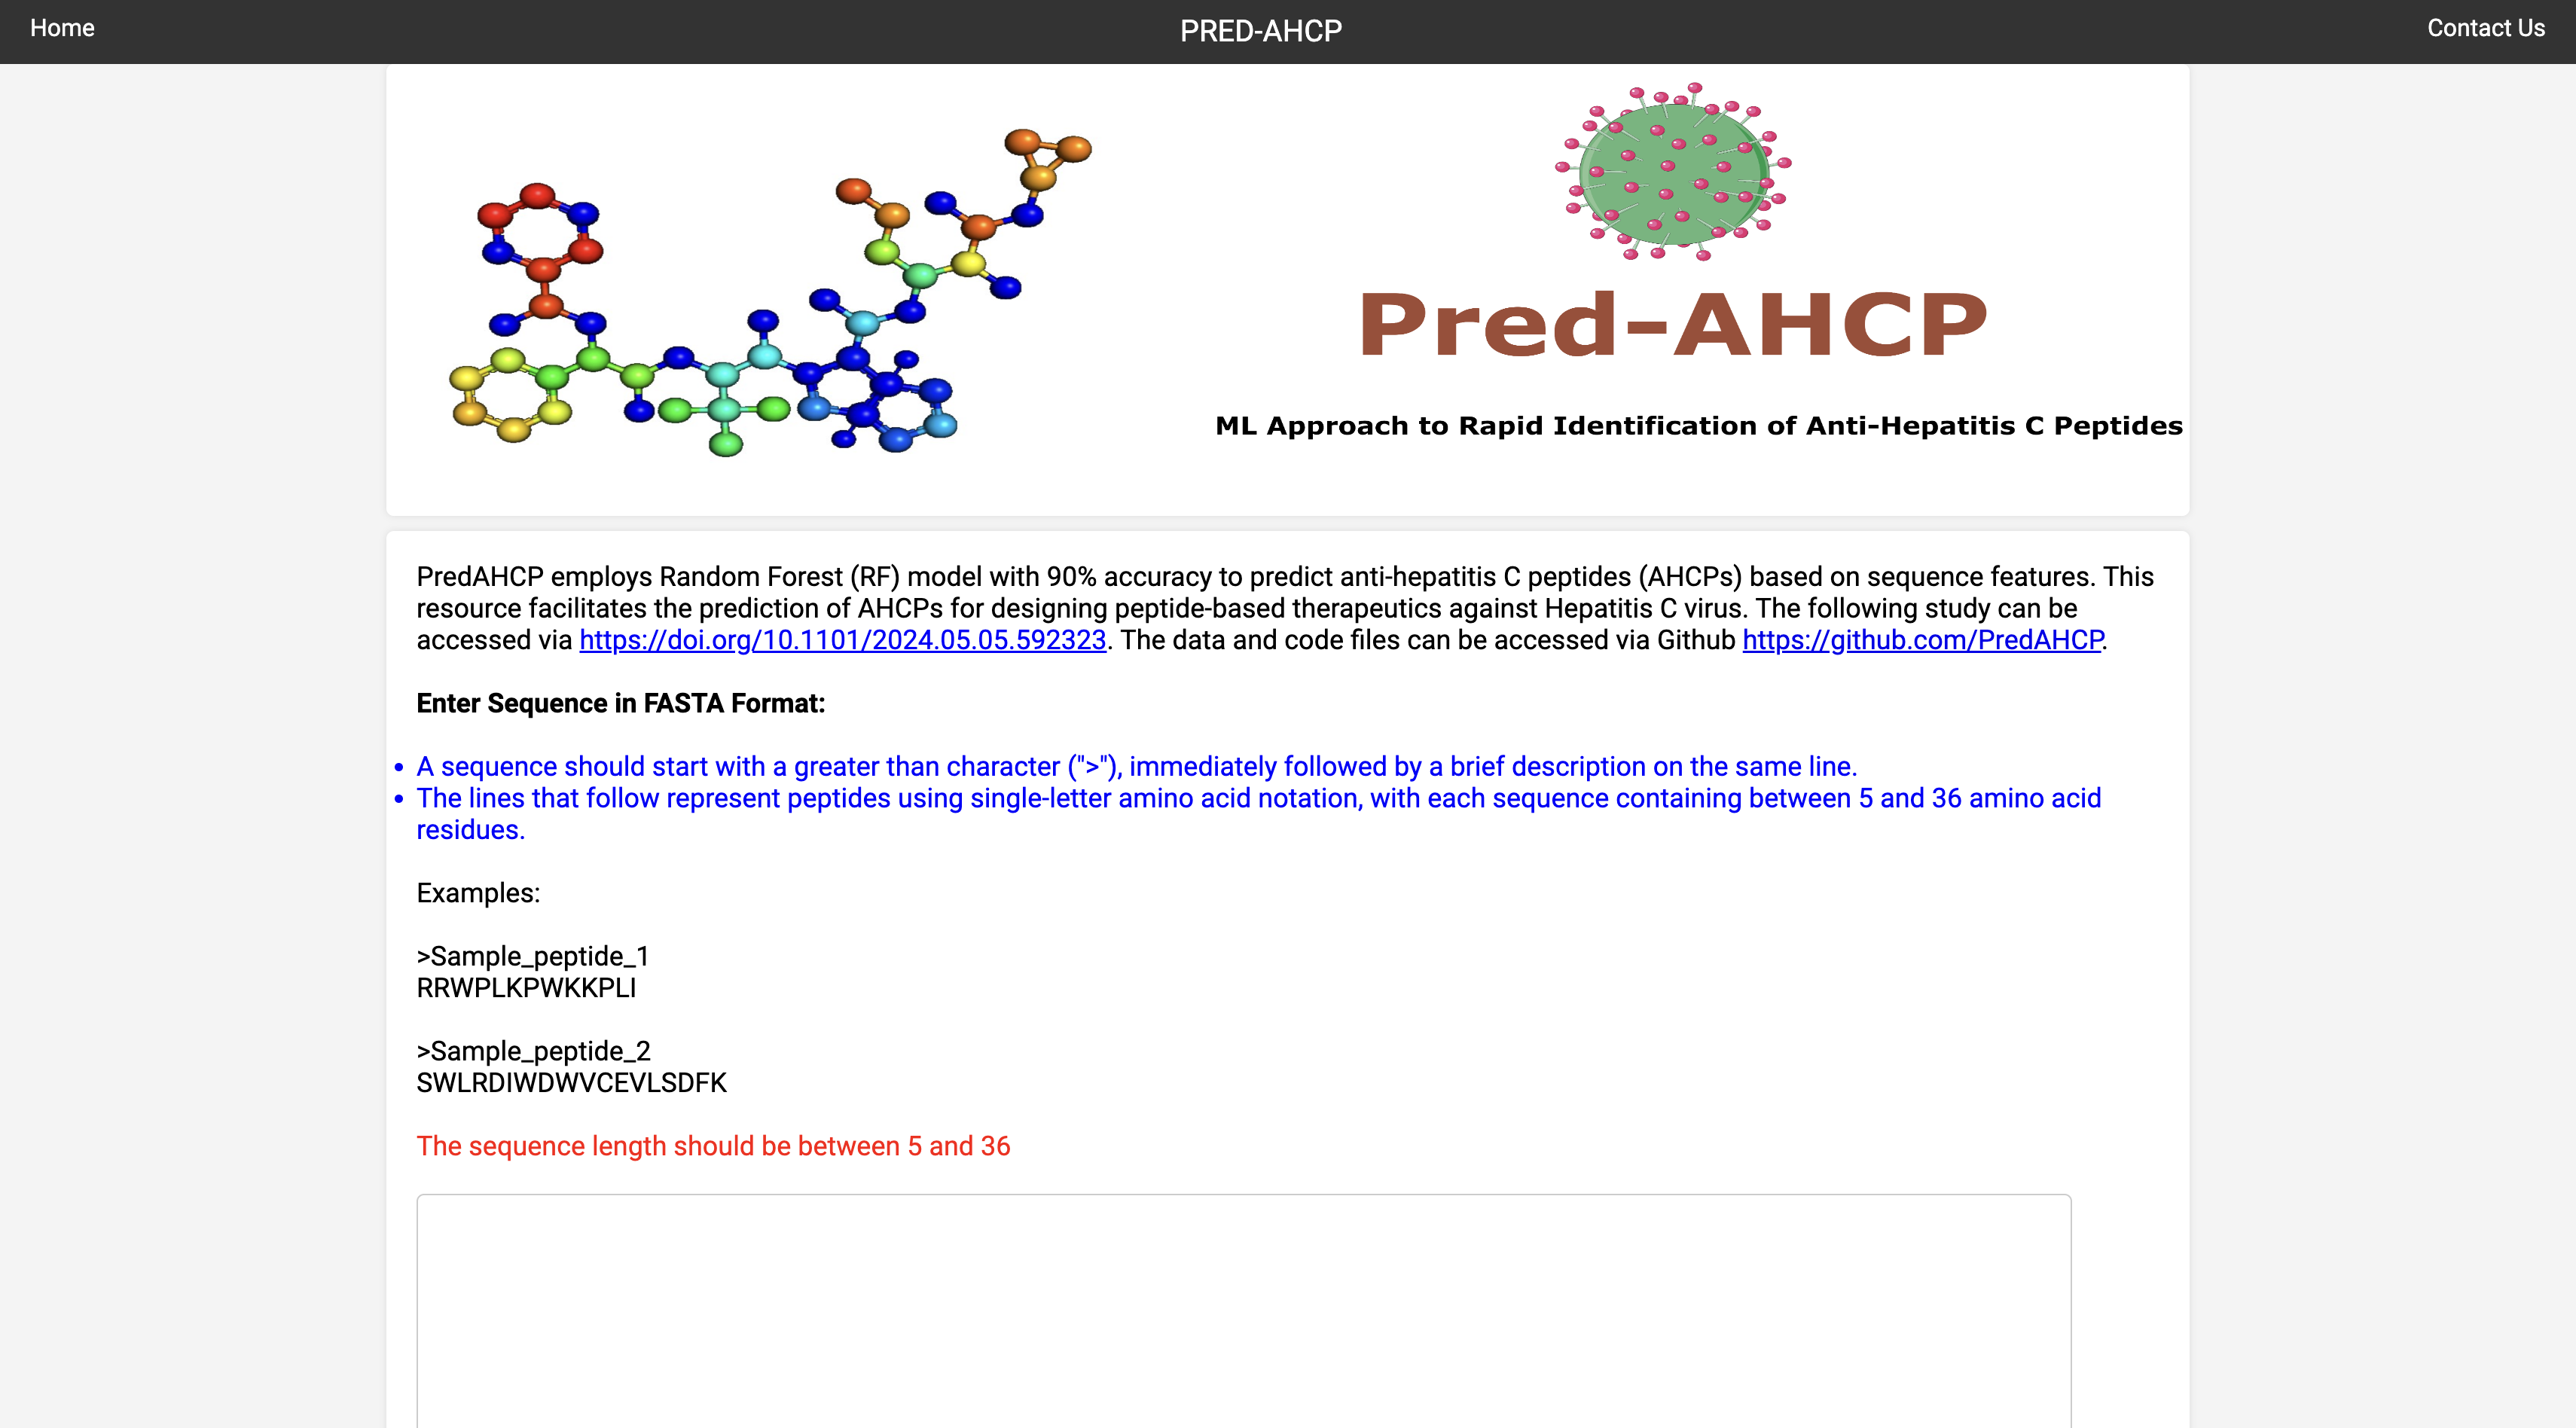 Home PRED-AHCP Contact Us
Pred-AHCP
ML Approach to Rapid Identification of Anti-Hepatitis C Peptides
PredAHCP employs Random Forest (RF) model with 90% accuracy to predict anti-hepatitis C peptides (AHCPs) based on sequence features. This
resource facilitates the prediction of AHCPs for designing peptide-based therapeutics against Hepatitis C virus. The following study can be
accessed via https://doi.org/10.1101/2024.05.05.592323. The data and code files can be accessed via Github https://github.com/PredAHCP.
Enter Sequence in FASTA Format:
• A sequence should start with a greater than character (">"), immediately followed by a brief description on the same line.
• The lines that follow represent peptides using single-letter amino acid notation, with each sequence containing between 5 and 36 amino acid
residues.
Examples:
>Sample_peptide_1
RRWPLKPWKKPLI
>Sample_peptide_2
SWLRDIWDWVCEVLSDFK
The sequence length should be between 5 and 36